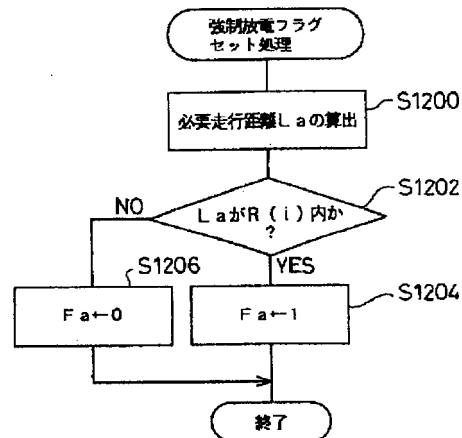 強制放電フラグ
セット処理
S1200
必要走行距離Laの算出
S1202
LaがR(i)内か
?
NO
YES
S1206
S1204
Fa←0
Fa←1
終了